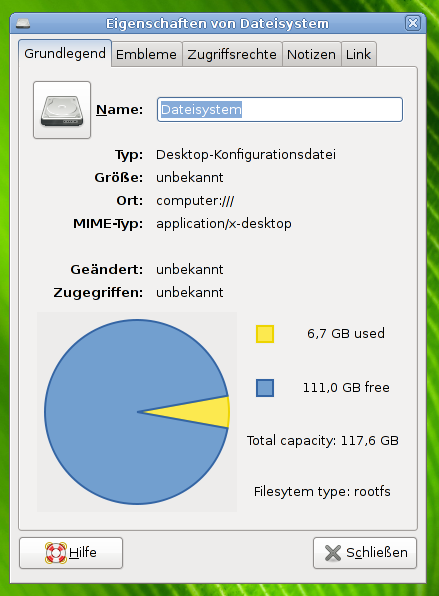 Eigenschaften von Dateisystem
Grundlegend Embleme Zugriffsrechte Notizen Link
Name: Dateisystem
Typ: Desktop-Konfigurationsdatei
Größe: unbekannt
Ort: computer:///
MIME-Typ: application/x-desktop
Geändert: unbekannt
Zugegriffen: unbekannt
6,7 GB used
111,0 GB free
Total capacity: 117,6 GB
Filesytem type: rootfs
Hilfe Schließen